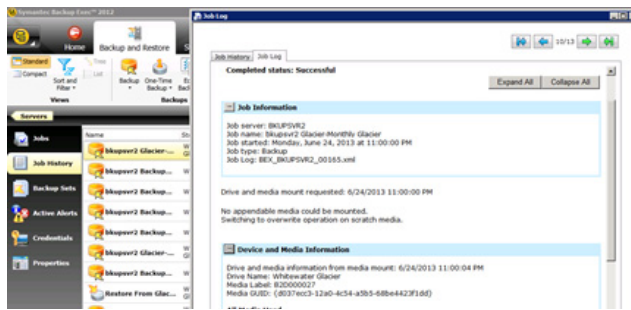 Symantec Backup Exec™ 2012
Home
Backup and Restore
Standard
Compact
Sort and
Filter
Tree
List
Backup
One-Time
Backup
Views
Backups
Servers
Jobs
Job History
Backup Sets
Active Alerts
Credentials
Properties
Name
bkupsvr2 Glacier-...
bkupsvr2 Backup...
bkupsvr2 Backup...
bkupsvr2 Backup...
bkupsvr2 Glacier-...
bkupsvr2 Backup...
Restore From Glac...
Job Log
10/13
Job History
Job Log
Completed status: Successful
Expand All
Collapse All
Job Information
Job server: BKUPSVR2
Job name: bkupsvr2 Glacier-Monthly Glacier
Job started: Monday, June 24, 2013 at 11:00:00 PM
Job type: Backup
Job Log: BEX_BKUPSVR2_00165.xml
Drive and media mount requested: 6/24/2013 11:00:00 PM
No appendable media could be mounted.
Switching to overwrite operation on scratch media.
Device and Media Information
Drive and media information from media mount: 6/24/2013 11:00:04 PM
Drive Name: Whitewater Glacier
Media Label: B2D000027
Media GUID: {d037ecc3-12a0-4c54-a5b5-68be4423f1dd}
All Media Used